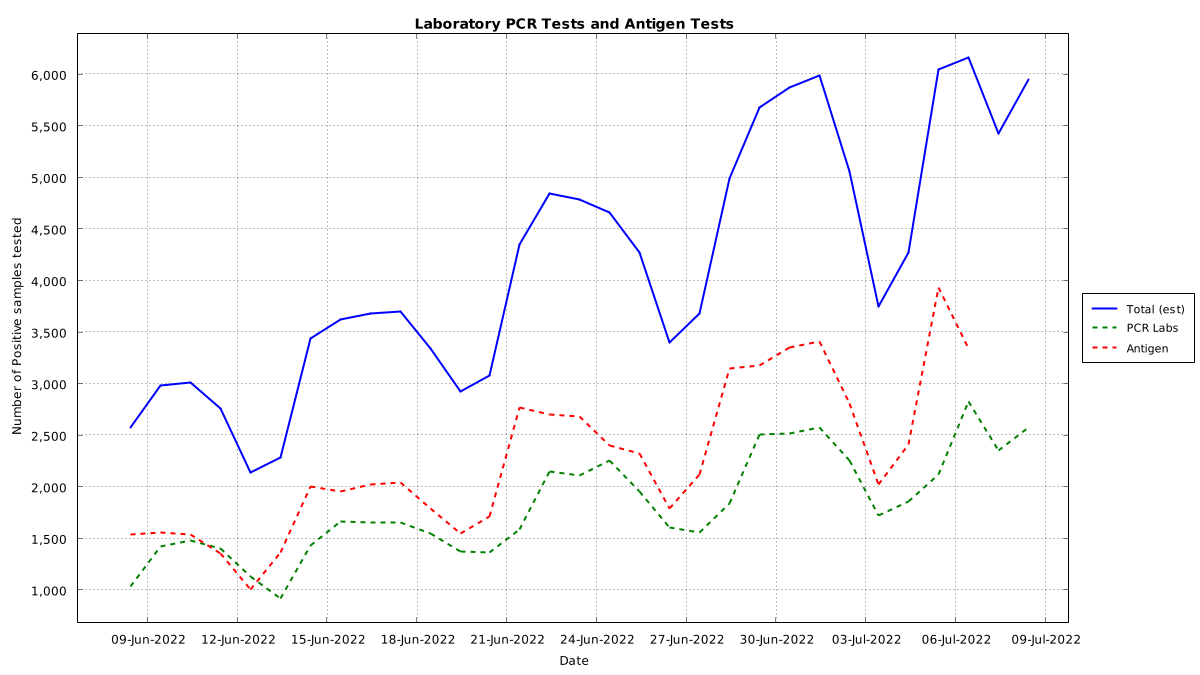 Laboratory PCR Tests and Antigen Tests
Number of Positive samples tested
6,000
5,500
5,000
4,500
4,000
3,500
3,000
2,500
2,000
1,500
1,000
09-Jun-2022 12-Jun-2022 15-Jun-2022 18-Jun-2022 21-Jun-2022 24-Jun-2022 27-Jun-2022 30-Jun-2022 03-Jul-2022 06-Jul-2022 09-Jul-2022
Date
Total (est)
PCR Labs
Antigen